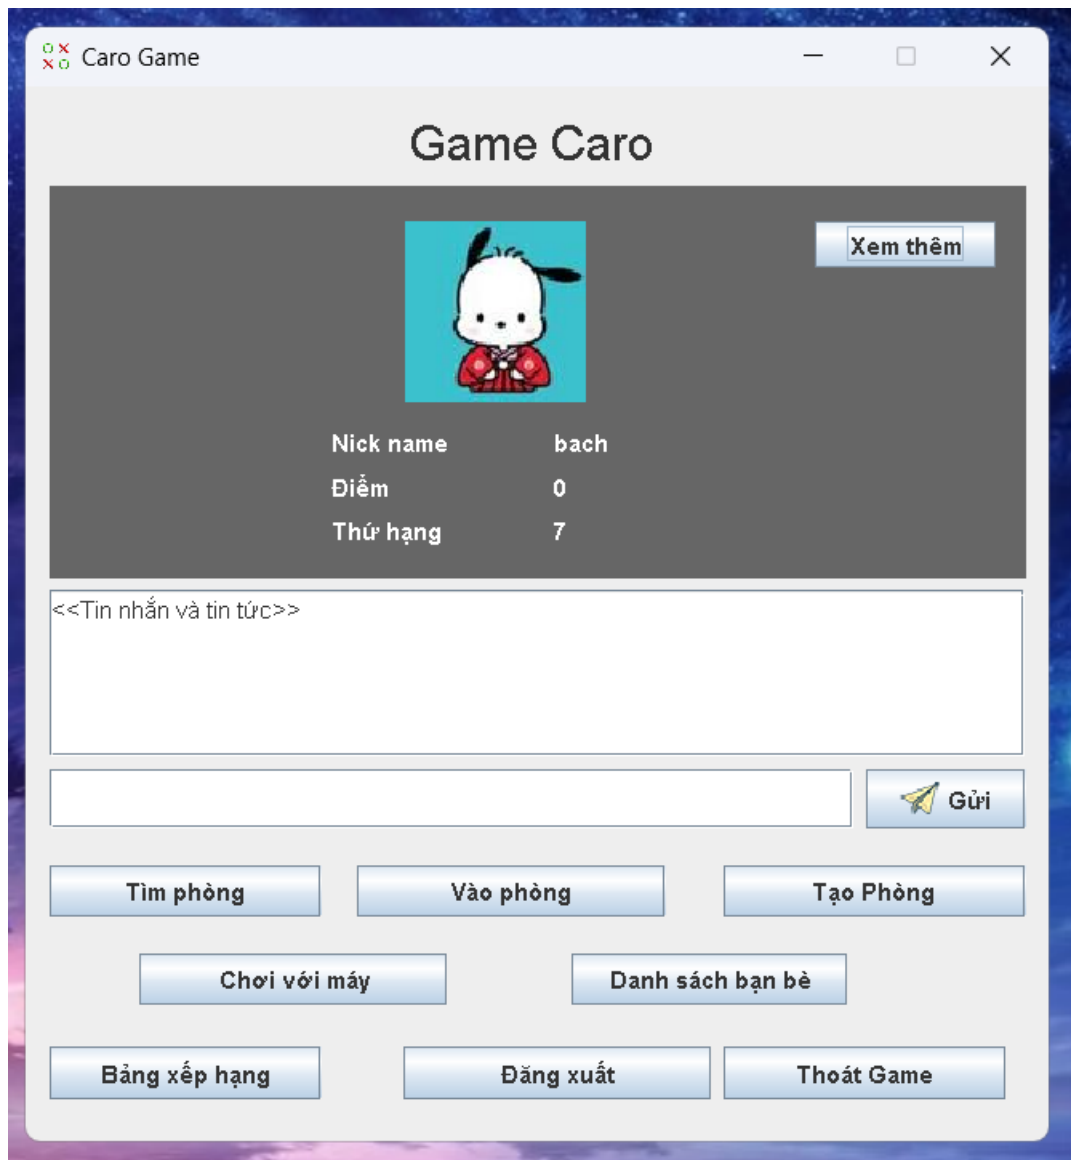 Caro Game
Game Caro
Xem thêm
Nick name bach
Điểm 0
Thứ hạng 7
<<Tin nhắn và tin tức>>
Gửi
Tìm phòng Vào phòng Tạo Phòng
Chơi với máy Danh sách bạn bè
Bảng xếp hạng Đăng xuất Thoát Game